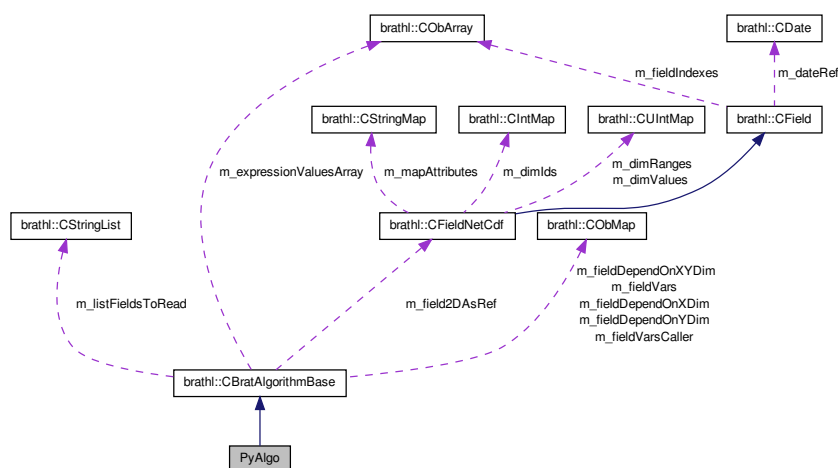 brathl::CObArray
brathl::CDate
m_fieldIndexes
m_dateRef
brathl::CStringMap
brathl::CIntMap
brathl::CUIntMap
brathl::CField
m_expressionValuesArray
m_mapAttributes
m_dimIds
m_dimRanges
m_dimValues
brathl::CStringList
brathl::CFieldNetCdf
brathl::CObMap
m_listFieldsToRead
m_field2DAsRef
m_fieldDependOnXYDim
m_fieldVars
m_fieldDependOnXDim
m_fieldDependOnYDim
m_fieldVarsCaller
brathl::CBratAlgorithmBase
PyAlgo